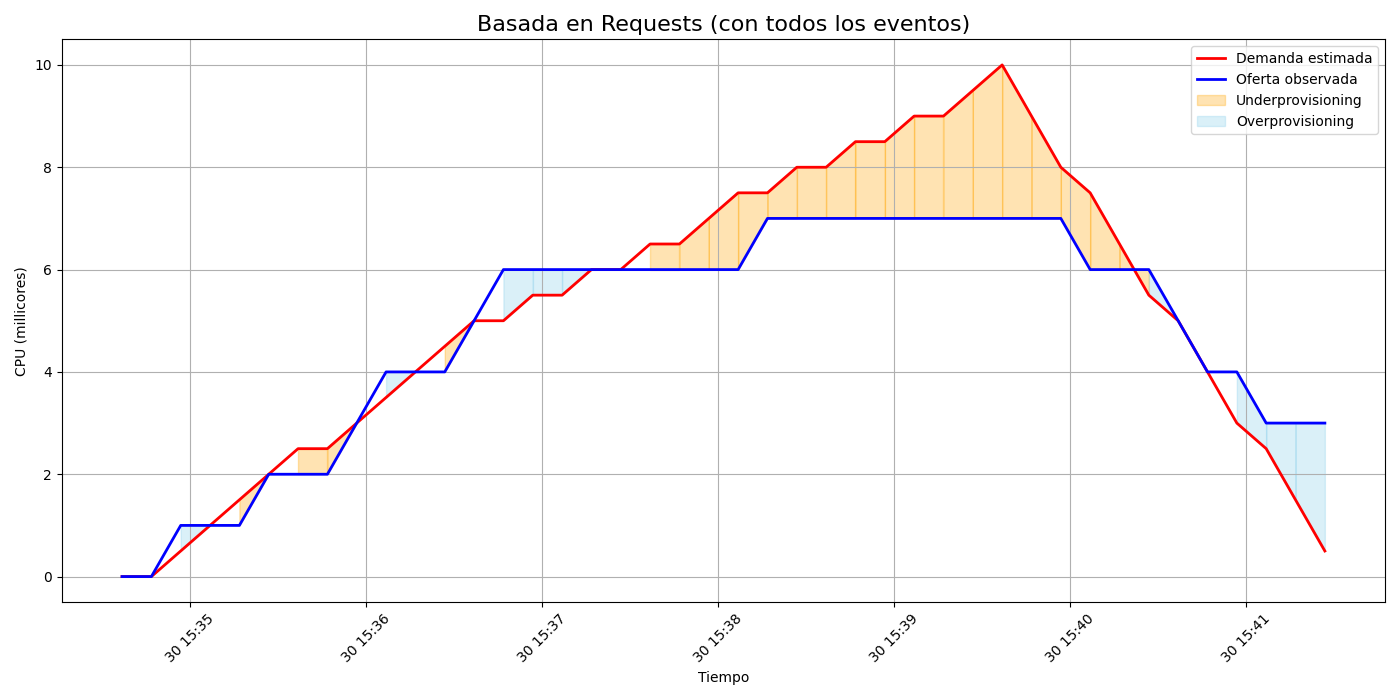 Basada en Requests (con todos los eventos)
Demanda estimada
Oferta observada
Underprovisioning
Overprovisioning
CPU (millicores)
10
8
6
4
2
0
30 15:35
30 15:36
30 15:37
30 15:38
30 15:39
30 15:40
30 15:41
Tiempo